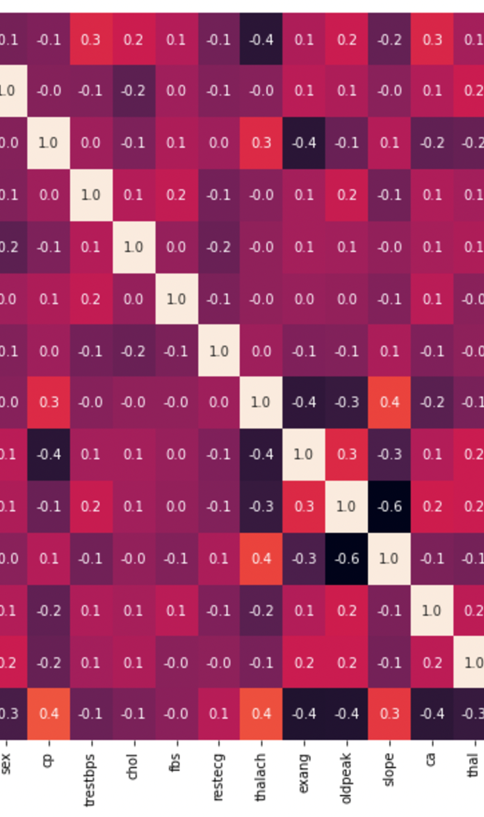 0.1 -0.1 0.3 0.2 0.1 -0.1 -0.4 0.1 0.2 -0.2 0.3 0.1
1.0 -0.0 -0.1 -0.2 0.0 -0.1 -0.0 0.1 0.1 -0.0 0.1 0.2
0.0 1.0 0.0 -0.1 0.1 0.0 0.3 -0.4 -0.1 0.1 -0.2 -0.2
0.1 0.0 1.0 0.1 0.2 -0.1 -0.0 0.1 0.2 -0.1 0.1 0.1
0.2 -0.1 0.1 1.0 0.0 -0.2 -0.0 0.1 0.1 -0.0 0.1 0.1
0.0 0.1 0.2 0.0 1.0 -0.1 -0.0 0.0 0.0 -0.1 0.1 -0.0
0.1 0.0 -0.1 -0.2 -0.1 1.0 0.0 -0.1 -0.1 0.1 -0.1 -0.0
0.0 0.3 -0.0 -0.0 -0.0 0.0 1.0 -0.4 -0.3 0.4 -0.2 -0.1
0.1 -0.4 0.1 0.1 0.0 -0.1 -0.4 1.0 0.3 -0.3 0.1 0.2
0.1 -0.1 0.2 0.1 0.0 -0.1 -0.3 0.3 1.0 -0.6 0.2 0.2
0.0 0.1 -0.1 -0.0 -0.1 0.1 0.4 -0.3 -0.6 1.0 -0.1 -0.1
0.1 -0.2 0.1 0.1 0.1 -0.1 -0.2 0.1 0.2 -0.1 1.0 0.2
0.2 -0.2 0.1 0.1 -0.0 -0.0 -0.1 0.2 0.2 -0.1 0.2 1.0
0.3 0.4 -0.1 -0.1 -0.0 0.1 0.4 -0.4 -0.4 0.3 -0.4 -0.3
sex cp trestbps chol fbs restecg thalach exang oldpeak slope ca thal